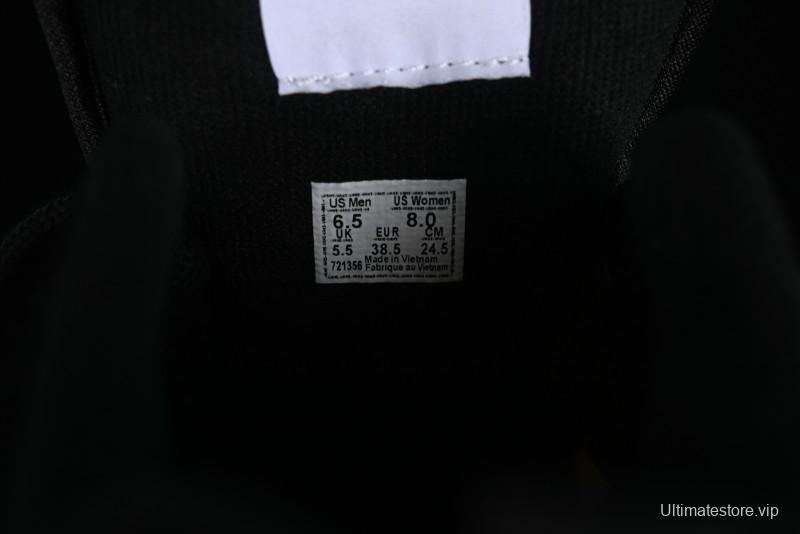 US Men US Women
6.5 8.0
UK EUR CM
5.5 38.5 24.5
721356 Made in Vietnam
Fabrique au Vietnam
Ultimatestore.vip